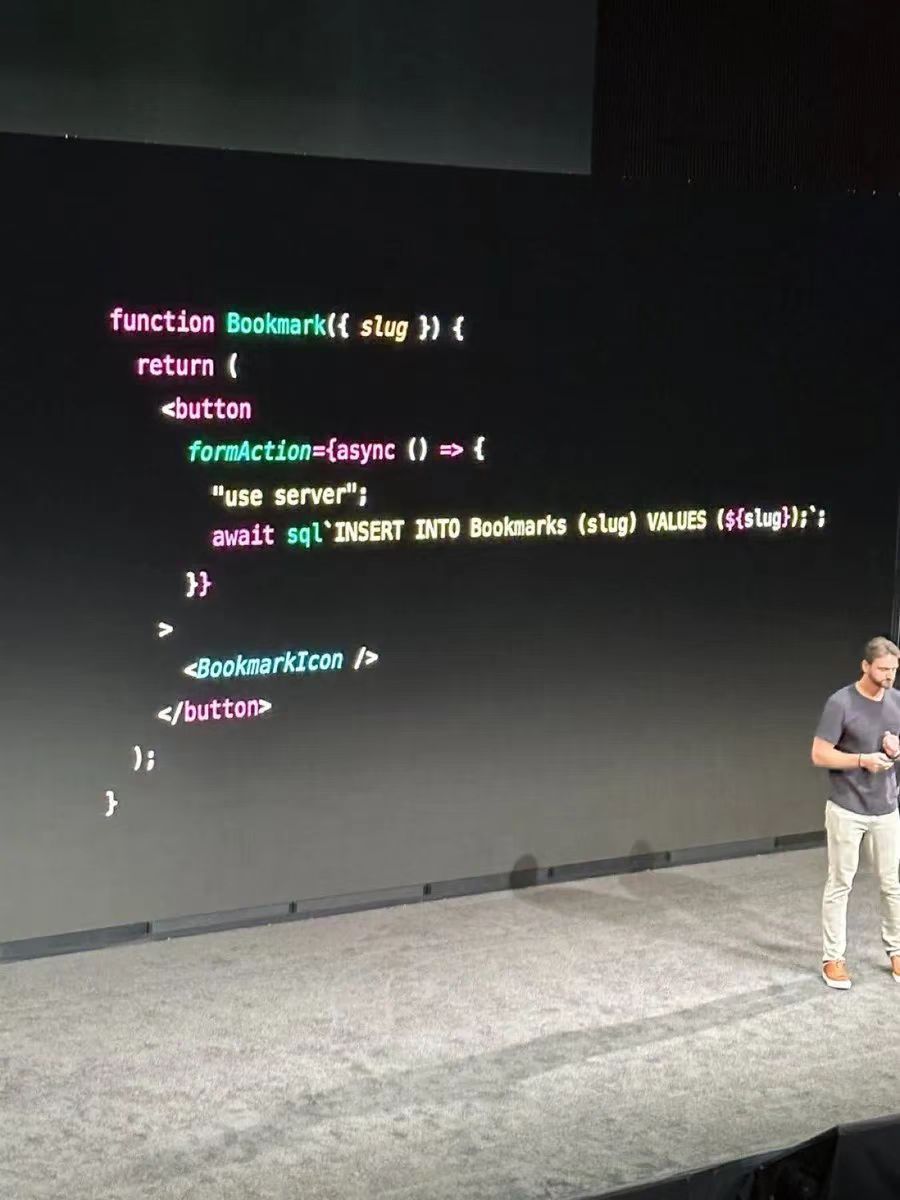 function Bookmark({ slug }) {
return (
<button
formAction={async () => {
"use server";
await sql`INSERT INTO Bookmarks (slug) VALUES (${slug});`;
}}
>
<BookmarkIcon />
</button>
);
}